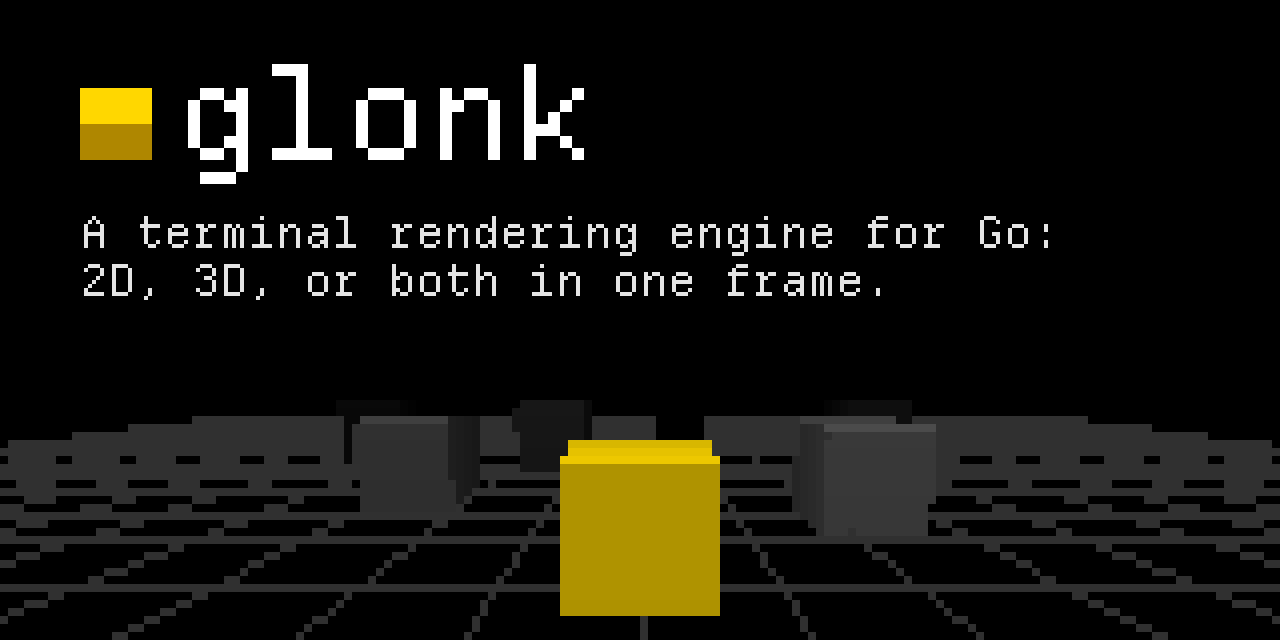 glonk
A terminal rendering engine for Go:
2D, 3D, or both in one frame.